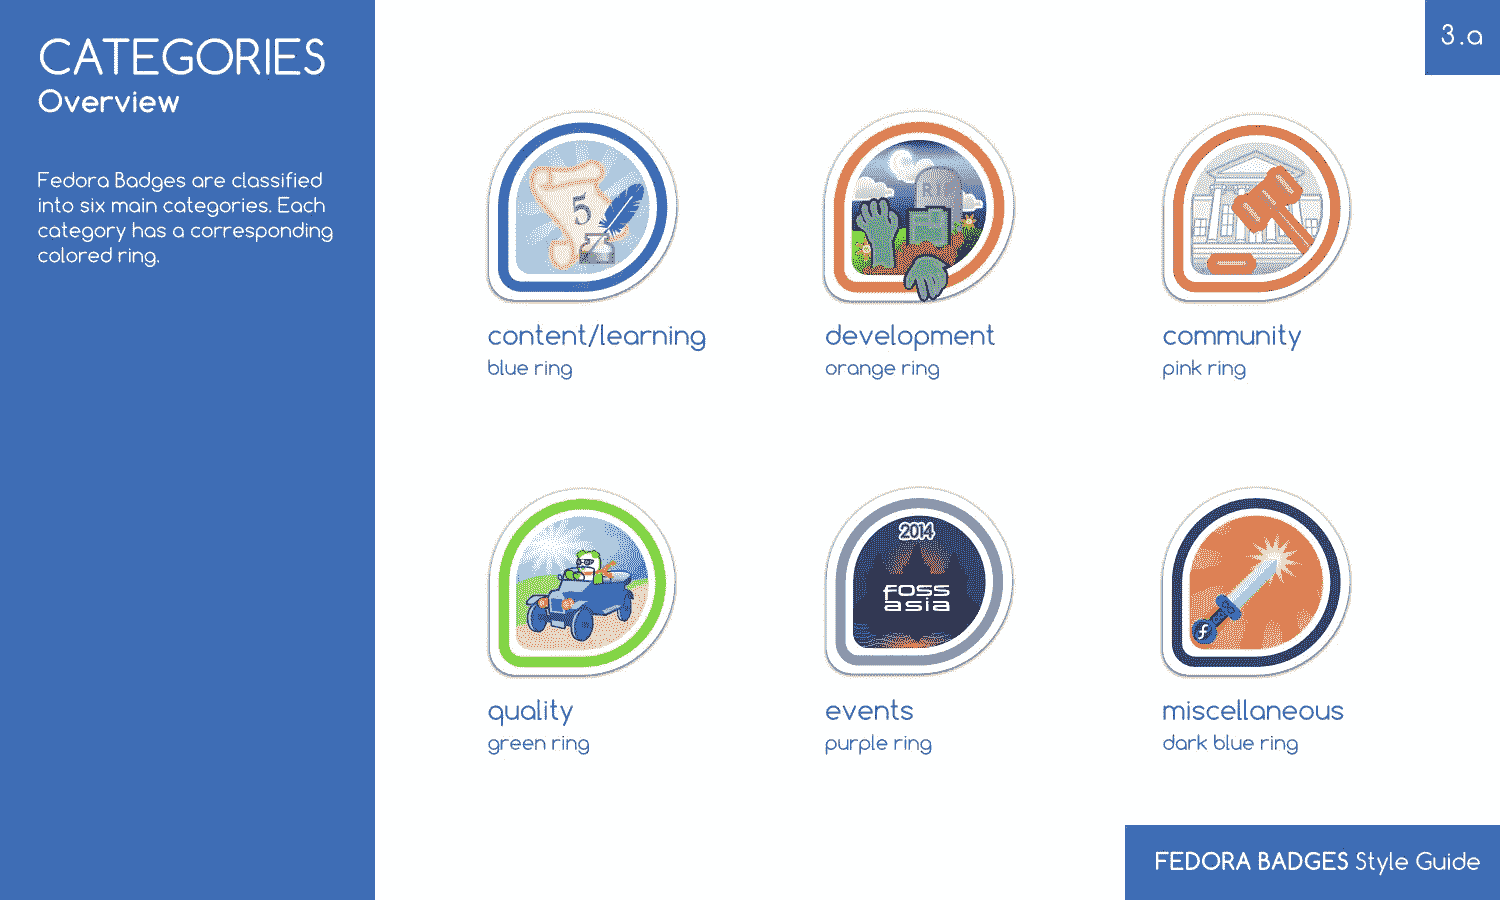 CATEGORIES
Overview
Fedora Badges are classified
into six main categories. Each
category has a corresponding
colored ring.
3.a
5
RIP
content/learning
blue ring
development
orange ring
community
pink ring
2014
FOSS
asia
quality
green ring
events
purple ring
miscellaneous
dark blue ring
FEDORA BADGES Style Guide